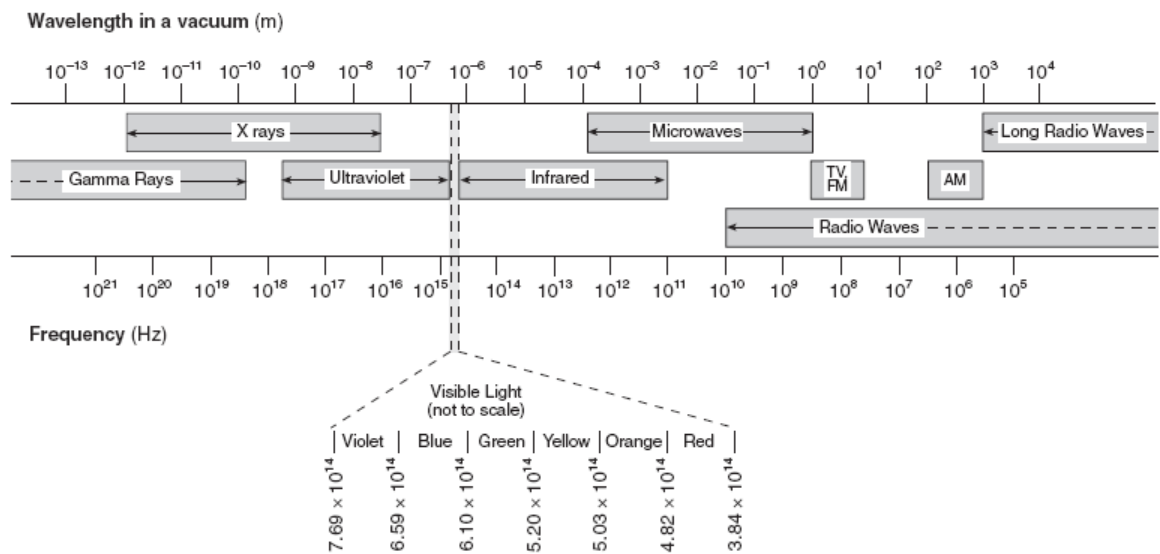 Wavelength in a vacuum (m)
10⁻¹³ 10⁻¹² 10⁻¹¹ 10⁻¹⁰ 10⁻⁹ 10⁻⁸ 10⁻⁷ 10⁻⁶ 10⁻⁵ 10⁻⁴ 10⁻³ 10⁻² 10⁻¹ 10⁰ 10¹ 10² 10³ 10⁴
X rays Microwaves Long Radio Waves
Gamma Rays Ultraviolet Infrared TV, FM AM
Radio Waves
10²¹ 10²⁰ 10¹⁹ 10¹⁸ 10¹⁷ 10¹⁶ 10¹⁵ 10¹⁴ 10¹³ 10¹² 10¹¹ 10¹⁰ 10⁹ 10⁸ 10⁷ 10⁶ 10⁵
Frequency (Hz)
Visible Light
(not to scale)
Violet Blue Green Yellow Orange Red
7.69 × 10¹⁴
6.59 × 10¹⁴
6.10 × 10¹⁴
5.20 × 10¹⁴
5.03 × 10¹⁴
4.82 × 10¹⁴
3.84 × 10¹⁴